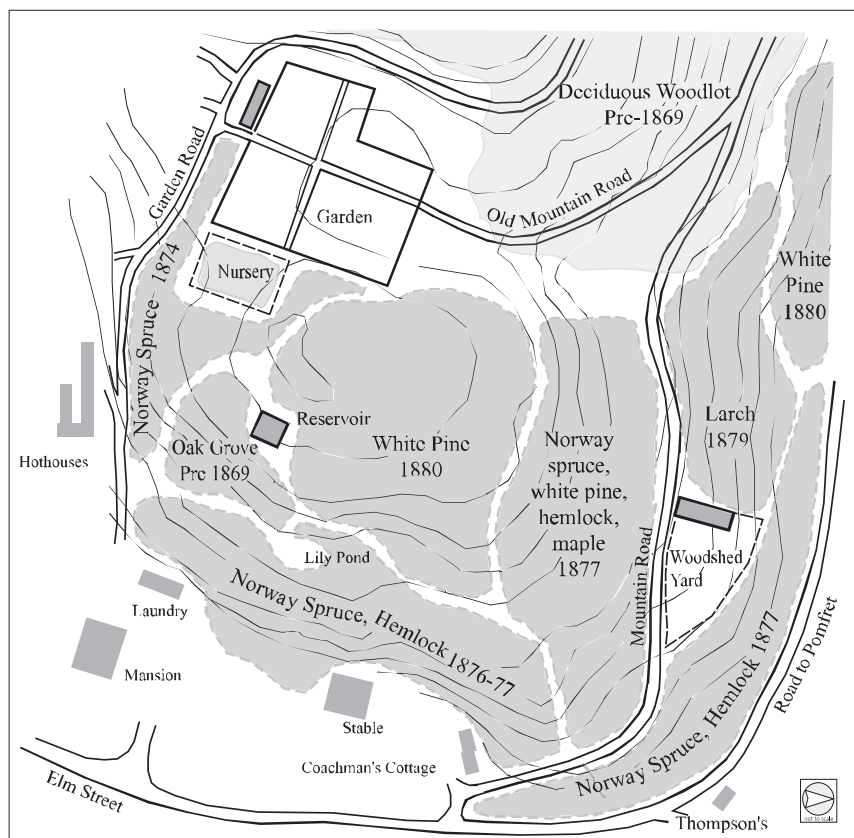 Deciduous Woodlot
Pre-1869
Garden Road
Old Mountain Road
Garden
Nursery
White
Pine
1880
Norway Spruce 1874
Reservoir
Larch
1879
Oak Grove
Pre 1869
White Pine
1880
Norway
spruce,
white pine,
hemlock,
maple
1877
Hothouses
Lily Pond
Woodshed
Yard
Mountain Road
Norway Spruce, Hemlock 1876-77
Laundry
Mansion
Stable
Coachman's Cottage
Norway Spruce, Hemlock 1877
Road to Pomfret
Elm Street
Thompson's
not to scale